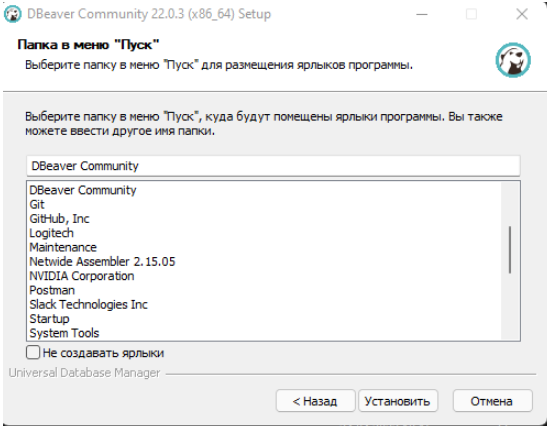 DBeaver Community 22.0.3 (x86_64) Setup
Папка в меню "Пуск"
Выберите папку в меню "Пуск" для размещения ярлыков программы.
Выберите папку в меню "Пуск", куда будут помещены ярлыки программы. Вы также
можете ввести другое имя папки.
DBeaver Community
DBeaver Community
Git
GitHub, Inc
Logitech
Maintenance
Netwide Assembler 2.15.05
NVIDIA Corporation
Postman
Slack Technologies Inc
Startup
System Tools
Не создавать ярлыки
Universal Database Manager
< Назад
Установить
Отмена